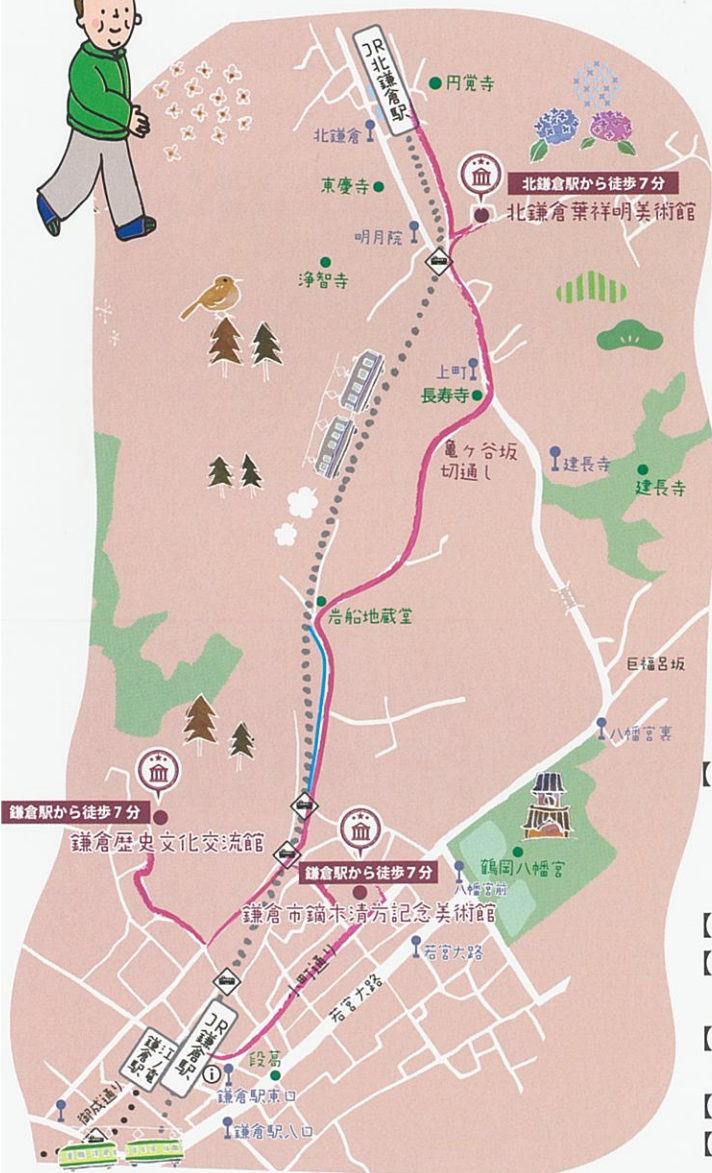 JR北鎌倉駅
円覚寺
北鎌倉
東慶寺
北鎌倉駅から徒歩7分
北鎌倉葉祥明美術館
明月院
浄智寺
上町
長寿寺
亀ヶ谷坂
切通し
建長寺
建長寺
岩船地蔵堂
巨福呂坂
八幡宮裏
鎌倉駅から徒歩7分
鎌倉歴史文化交流館
鎌倉駅から徒歩7分
鎌倉市鏑木清方記念美術館
鶴岡八幡宮
八幡宮前
若宮大路
小町通り
若宮大路
JR鎌倉駅
江ノ電
鎌倉駅
i
段葛
鎌倉駅東口
御成通り
鎌倉駅入口
【
【
【
【
【
【